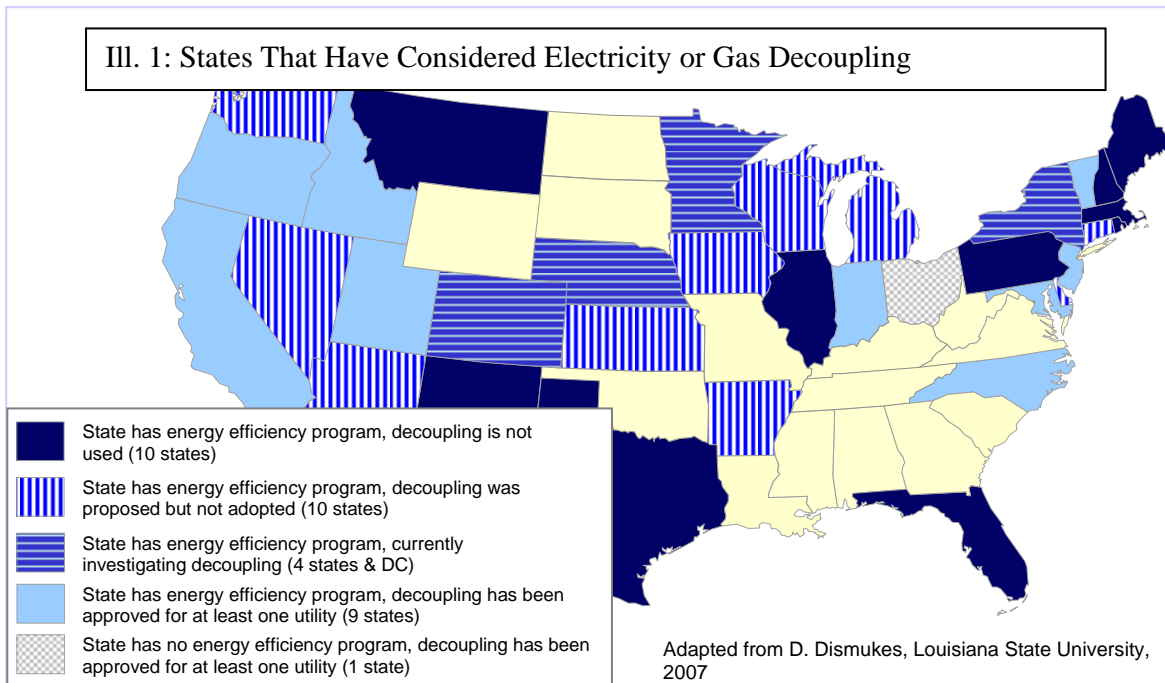 Ill. 1: States That Have Considered Electricity or Gas Decoupling
State has energy efficiency program, decoupling is not
used (10 states)
State has energy efficiency program, decoupling was
proposed but not adopted (10 states)
State has energy efficiency program, currently
investigating decoupling (4 states & DC)
State has energy efficiency program, decoupling has been
approved for at least one utility (9 states)
State has no energy efficiency program, decoupling has been
approved for at least one utility (1 state)
Adapted from D. Dismukes, Louisiana State University,
2007